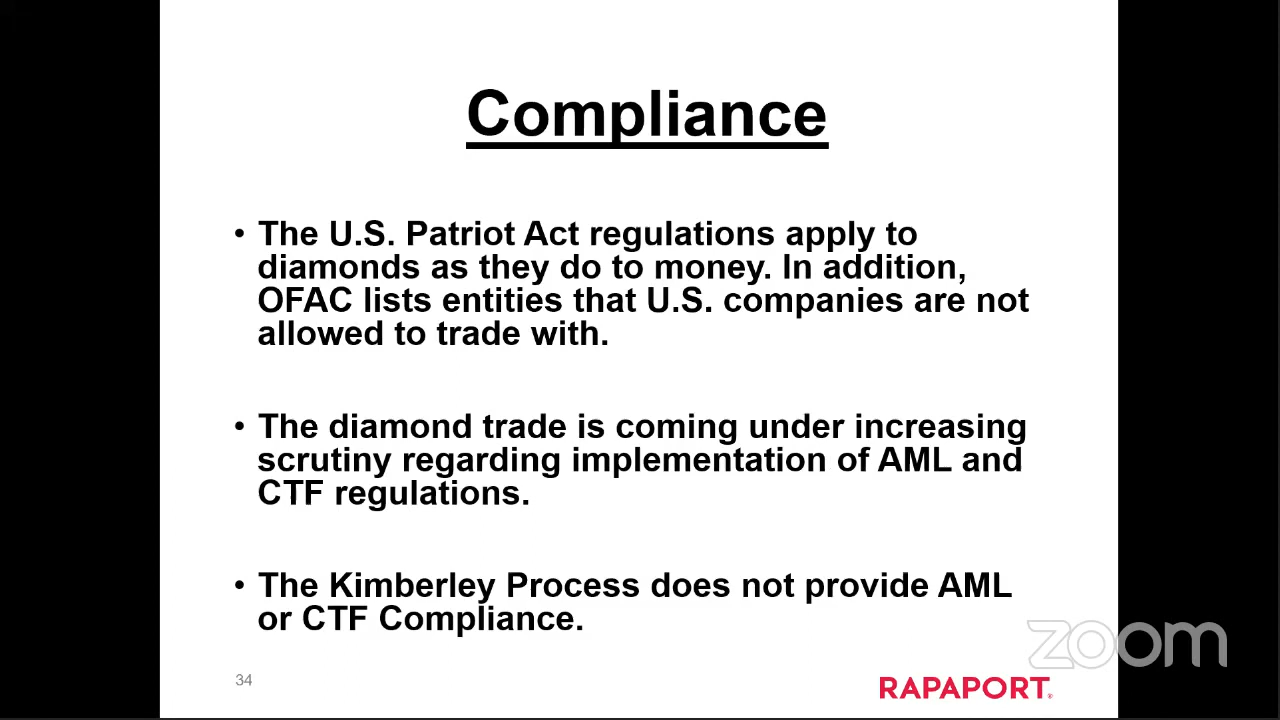 Compliance
• The U.S. Patriot Act regulations apply to
diamonds as they do to money. In addition,
OFAC lists entities that U.S. companies are not
allowed to trade with.
• The diamond trade is coming under increasing
scrutiny regarding implementation of AML and
CTF regulations.
• The Kimberley Process does not provide AML
or CTF Compliance.
zoom
34
RAPAPORT®